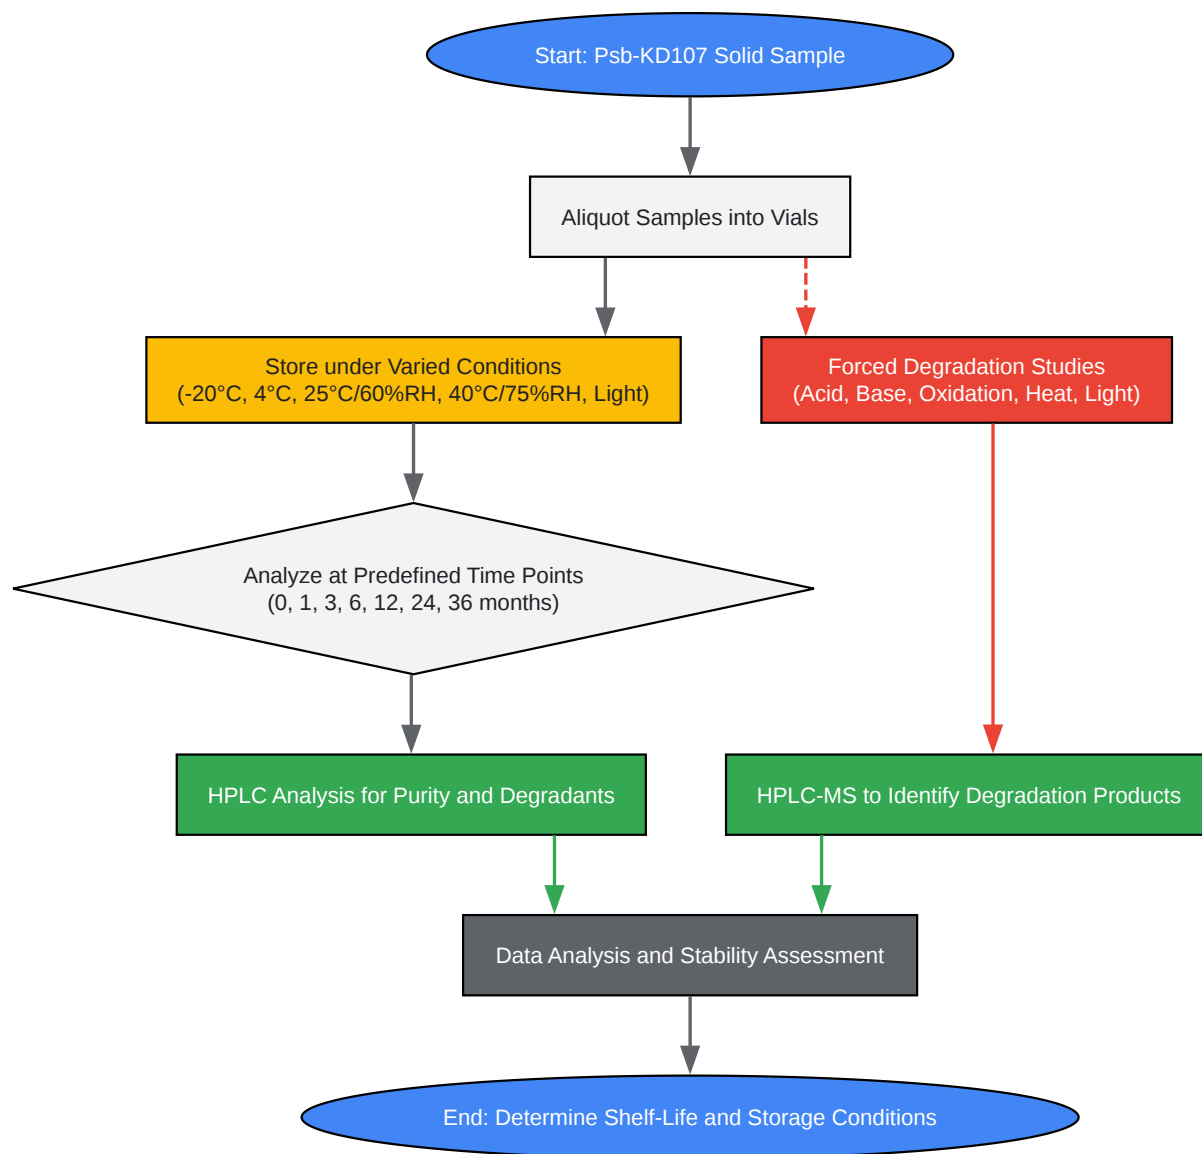 Start: Psb-KD107 Solid Sample
Aliquot Samples into Vials
Store under Varied Conditions
(-20°C, 4°C, 25°C/60%RH, 40°C/75%RH, Light)
Forced Degradation Studies
(Acid, Base, Oxidation, Heat, Light)
Analyze at Predefined Time Points
(0, 1, 3, 6, 12, 24, 36 months)
HPLC Analysis for Purity and Degradants
HPLC-MS to Identify Degradation Products
Data Analysis and Stability Assessment
End: Determine Shelf-Life and Storage Conditions